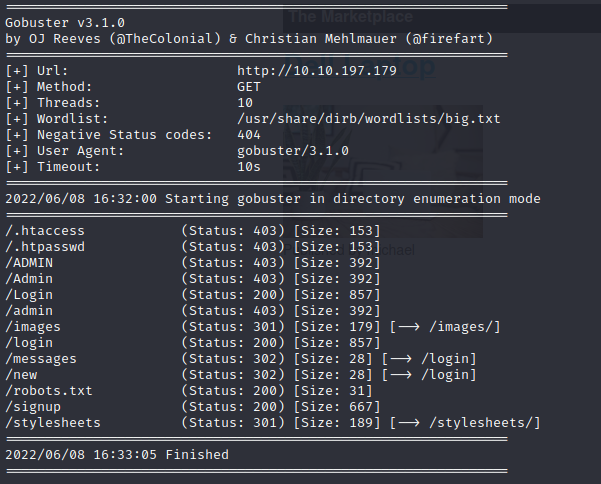 The Marketplace
===============================================================
Gobuster v3.1.0
by OJ Reeves (@TheColonial) & Christian Mehlmauer (@firefart)
===============================================================
[+] Url:                     http://10.10.197.179
[+] Method:                  GET
[+] Threads:                 10
[+] Wordlist:                /usr/share/dirb/wordlists/big.txt
[+] Negative Status codes:   404
[+] User Agent:              gobuster/3.1.0
[+] Timeout:                 10s
===============================================================
2022/06/08 16:32:00 Starting gobuster in directory enumeration mode
===============================================================
/.htaccess            (Status: 403) [Size: 153]
/.htpasswd            (Status: 403) [Size: 153]
/ADMIN                (Status: 403) [Size: 392]
/Admin                (Status: 403) [Size: 392]
/Login                (Status: 200) [Size: 857]
/admin                (Status: 403) [Size: 392]
/images               (Status: 301) [Size: 179] [--> /images/]
/login                (Status: 200) [Size: 857]
/messages             (Status: 302) [Size: 28] [--> /login]
/new                  (Status: 302) [Size: 28] [--> /login]
/robots.txt           (Status: 200) [Size: 31]
/signup               (Status: 200) [Size: 667]
/stylesheets          (Status: 301) [Size: 189] [--> /stylesheets/]
===============================================================
2022/06/08 16:33:05 Finished
===============================================================